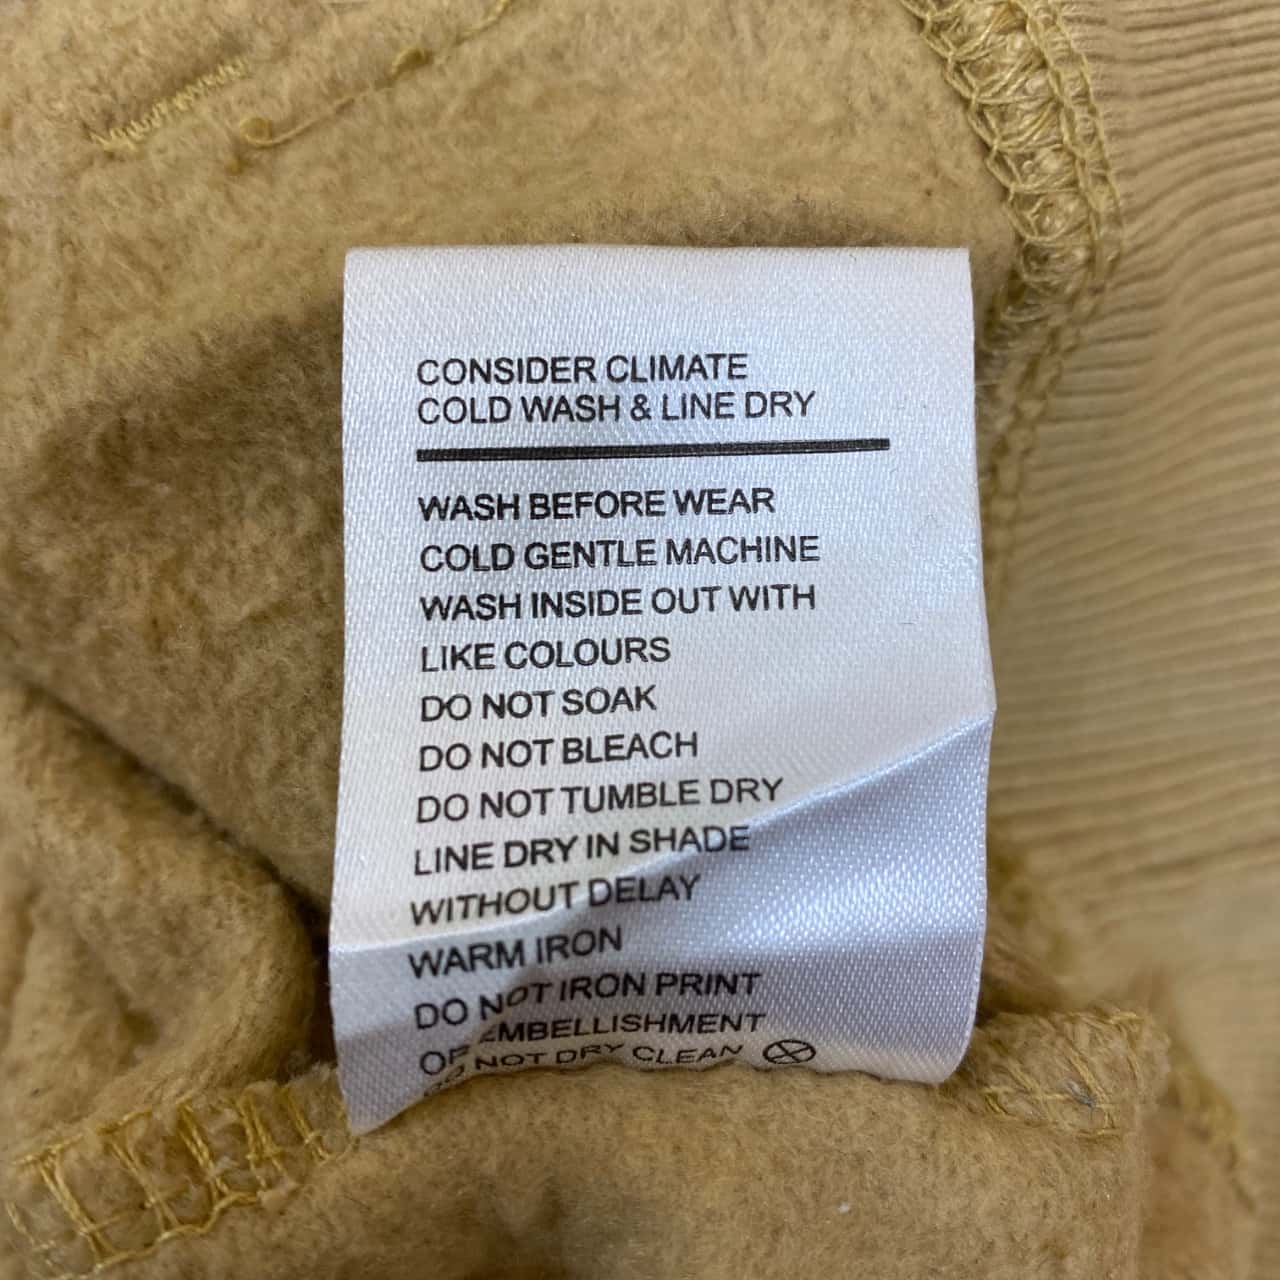 CONSIDER CLIMATE
COLD WASH & LINE DRY
WASH BEFORE WEAR
COLD GENTLE MACHINE
WASH INSIDE OUT WITH
LIKE COLOURS
DO NOT SOAK
DO NOT BLEACH
DO NOT TUMBLE DRY
LINE DRY IN SHADE
WITHOUT DELAY
WARM IRON
DO NOT IRON PRINT
OR EMBELLISHMENT
DO NOT DRY CLEAN